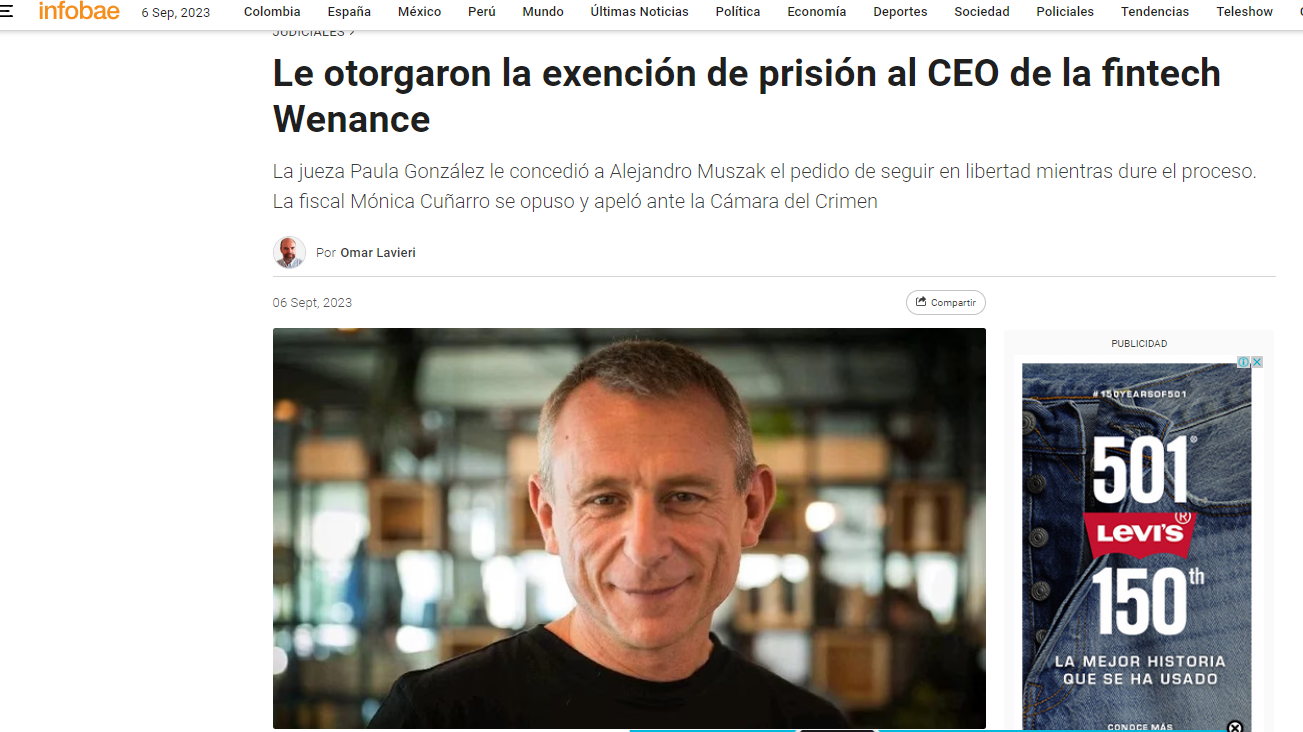 infobae
6 Sep, 2023
Colombia España México Perú Mundo Últimas Noticias Política Economía Deportes Sociedad Policiales Tendencias Teleshow
JUDICIALES >
Le otorgaron la exención de prisión al CEO de la fintech
Wenance
La jueza Paula González le concedió a Alejandro Muszak el pedido de seguir en libertad mientras dure el proceso.
La fiscal Mónica Cuñarro se opuso y apeló ante la Cámara del Crimen
Por Omar Lavieri
06 Sept, 2023
Compartir
PUBLICIDAD
#150YEARSOF501
501®
LEVI'S®
150th
LA MEJOR HISTORIA
QUE SE HA USADO
CONOCE MÁS